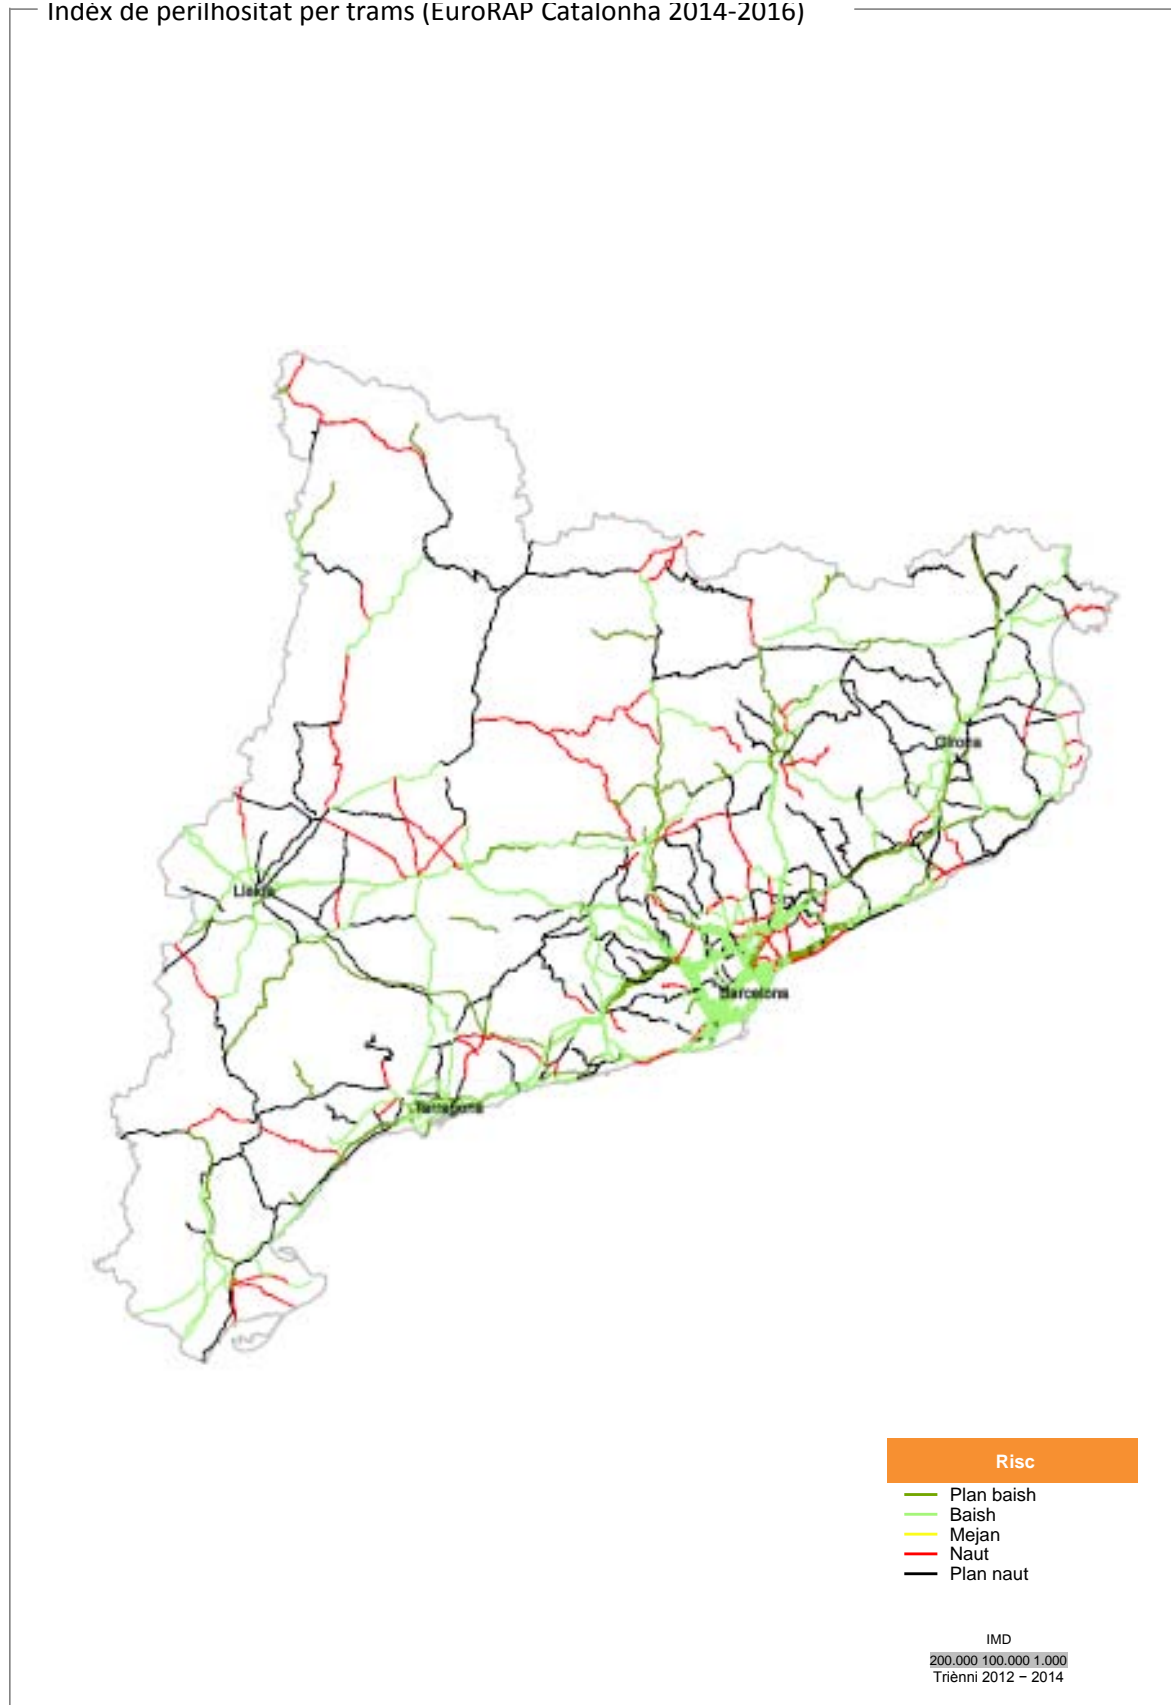 Indèx de perilhositat per trams (EuroRAP Catalonha 2014-2016)
Girona
Lleida
Barcelona
Tarragona
Risc
Plan baish
Baish
Mejan
Naut
Plan naut
IMD
200.000 100.000 1.000
Triènni 2012 – 2014